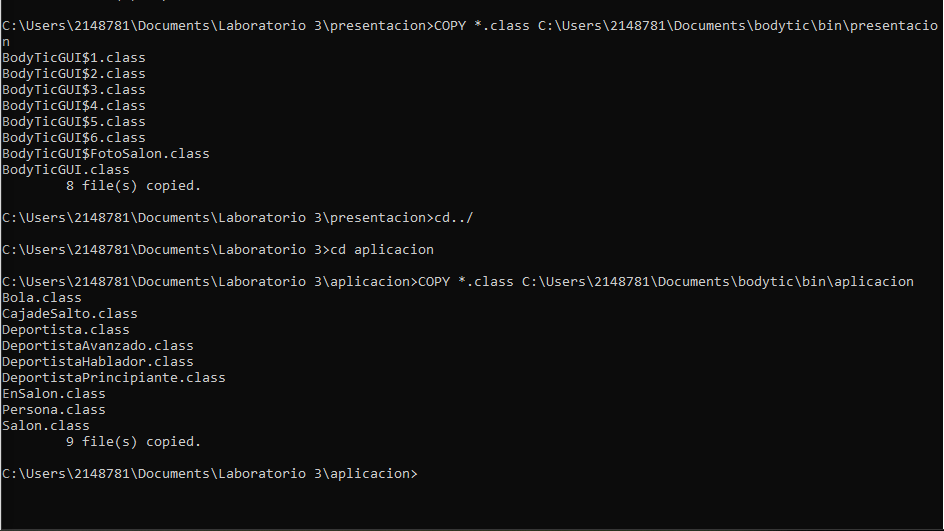 C:\Users\2148781\Documents\Laboratorio 3\presentacion>COPY *.class C:\Users\2148781\Documents\bodytic\bin\presentacio
n
BodyTicGUI$1.class
BodyTicGUI$2.class
BodyTicGUI$3.class
BodyTicGUI$4.class
BodyTicGUI$5.class
BodyTicGUI$6.class
BodyTicGUI$FotoSalon.class
BodyTicGUI.class
        8 file(s) copied.
C:\Users\2148781\Documents\Laboratorio 3\presentacion>cd../
C:\Users\2148781\Documents\Laboratorio 3>cd aplicacion
C:\Users\2148781\Documents\Laboratorio 3\aplicacion>COPY *.class C:\Users\2148781\Documents\bodytic\bin\aplicacion
Bola.class
CajadeSalto.class
Deportista.class
DeportistaAvanzado.class
DeportistaHablador.class
DeportistaPrincipiante.class
EnSalon.class
Persona.class
Salon.class
        9 file(s) copied.
C:\Users\2148781\Documents\Laboratorio 3\aplicacion>